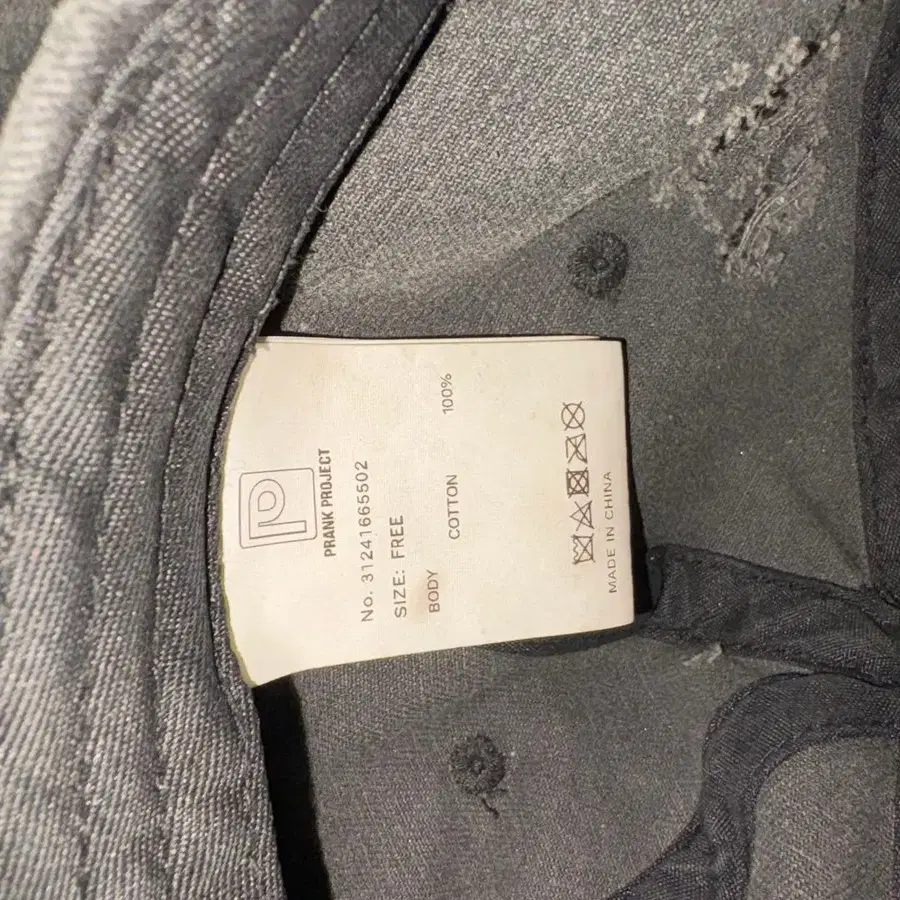 PRANK PROJECT
No. 31241665502
SIZE: FREE
BODY
COTTON 100%
MADE IN CHINA